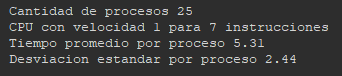 Cantidad de procesos 25
CPU con velocidad 1 para 7 instrucciones
Tiempo promedio por proceso 5.31
Desviacion estandar por proceso 2.44